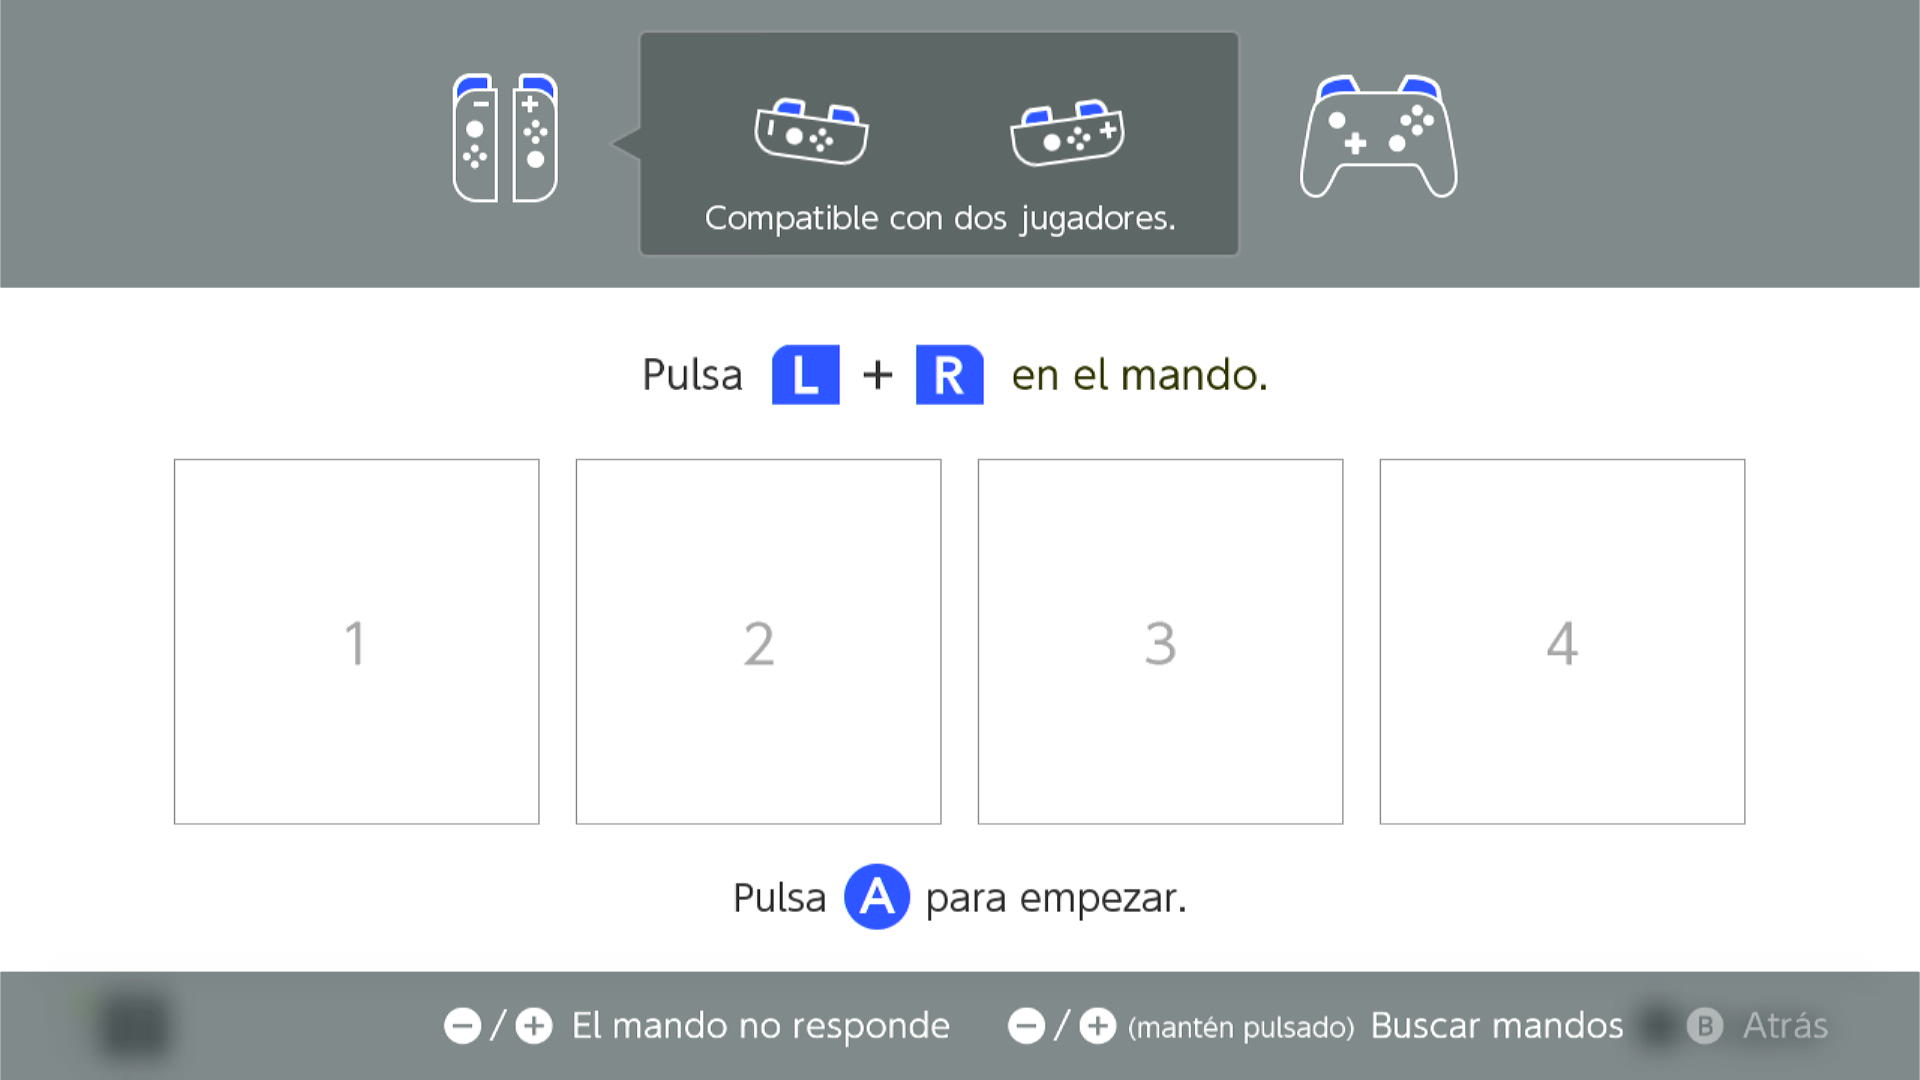 Compatible con dos jugadores.
Pulsa L + R en el mando.
1 2 3 4
Pulsa A para empezar.
−/+ El mando no responde −/+ (mantén pulsado) Buscar mandos B Atrás